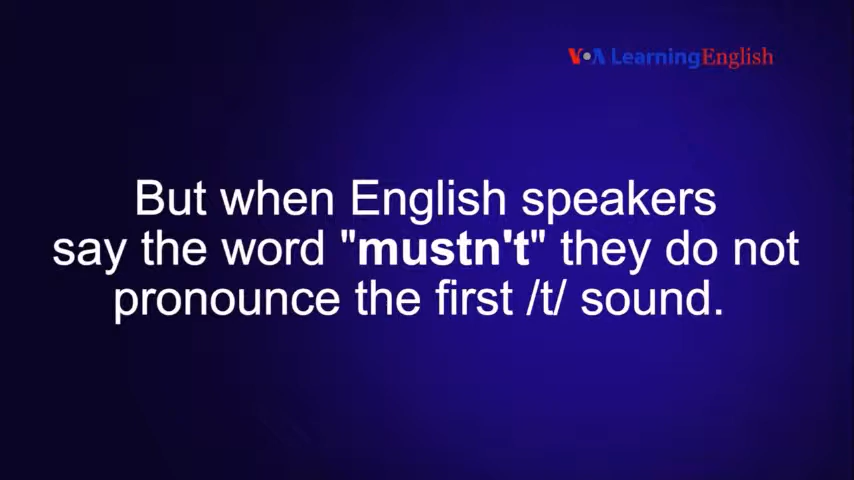 VOA LearningEnglish
But when English speakers
say the word "mustn't" they do not
pronounce the first /t/ sound.